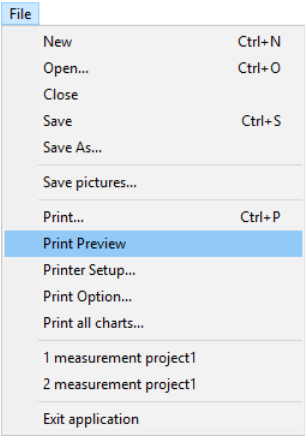 File
New Ctrl+N
Open... Ctrl+O
Close
Save Ctrl+S
Save As...
Save pictures...
Print... Ctrl+P
Print Preview
Printer Setup...
Print Option...
Print all charts...
1 measurement project1
2 measurement project1
Exit application